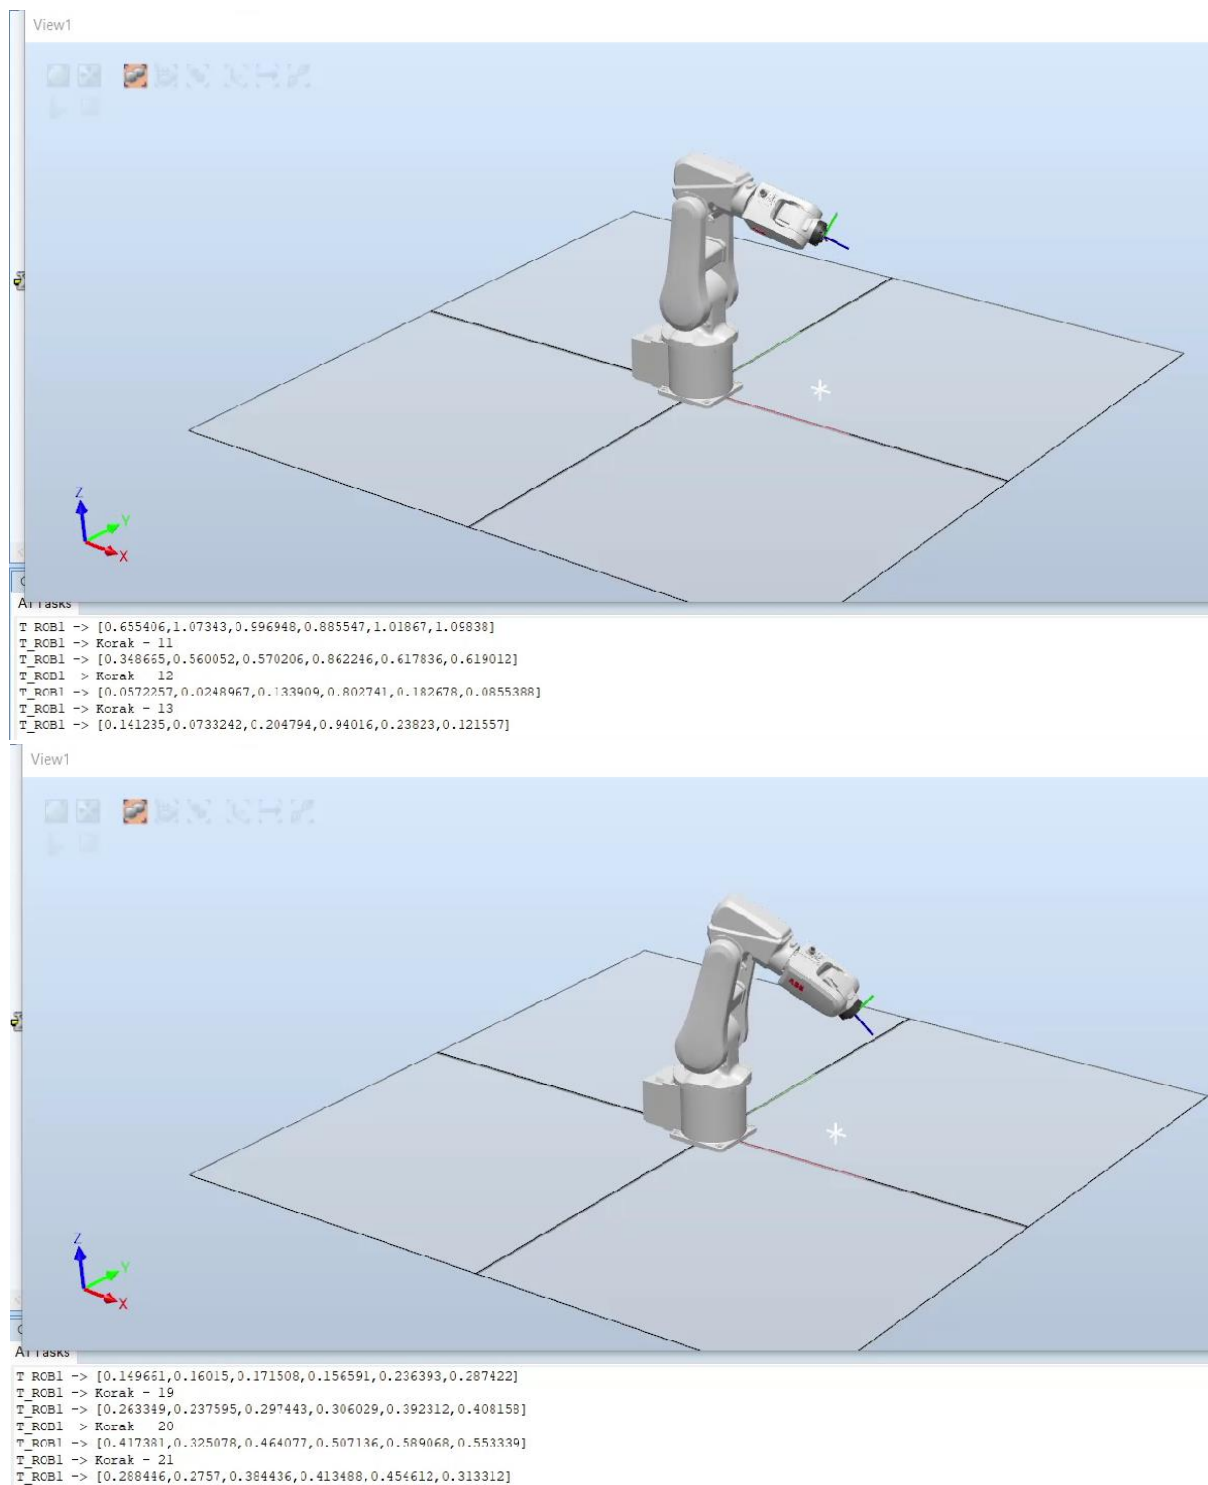 View1
Z
Y
X
All Tasks
T_ROB1 -> [0.655406,1.07343,0.996948,0.885547,1.01867,1.09838]
T_ROB1 -> Korak - 11
T_ROB1 -> [0.348665,0.560052,0.570206,0.862246,0.617836,0.619012]
T_ROB1 -> Korak - 12
T_ROB1 -> [0.0572257,0.0248967,0.133909,0.802741,0.182678,0.0855388]
T_ROB1 -> Korak - 13
T_ROB1 -> [0.141235,0.0733242,0.204794,0.94016,0.23823,0.121557]
View1
ABB
Z
Y
X
All Tasks
T_ROB1 -> [0.149661,0.16015,0.171508,0.156591,0.236393,0.287422]
T_ROB1 -> Korak - 19
T_ROB1 -> [0.263349,0.237595,0.297443,0.306029,0.392312,0.408158]
T_ROB1 -> Korak - 20
T_ROB1 -> [0.417381,0.325078,0.464077,0.507136,0.589068,0.553339]
T_ROB1 -> Korak - 21
T_ROB1 -> [0.288446,0.2757,0.384436,0.413488,0.454612,0.313312]